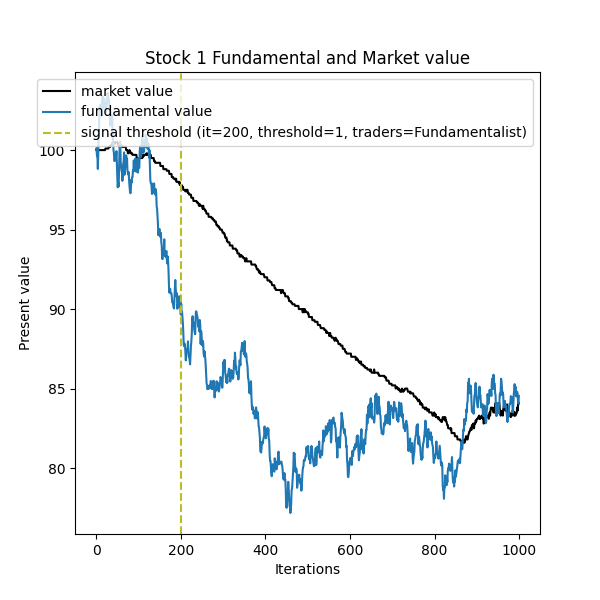 Stock 1 Fundamental and Market value
market value
fundamental value
signal threshold (it=200, threshold=1, traders=Fundamentalist)
100
95
90
85
80
Present value
0 200 400 600 800 1000
Iterations